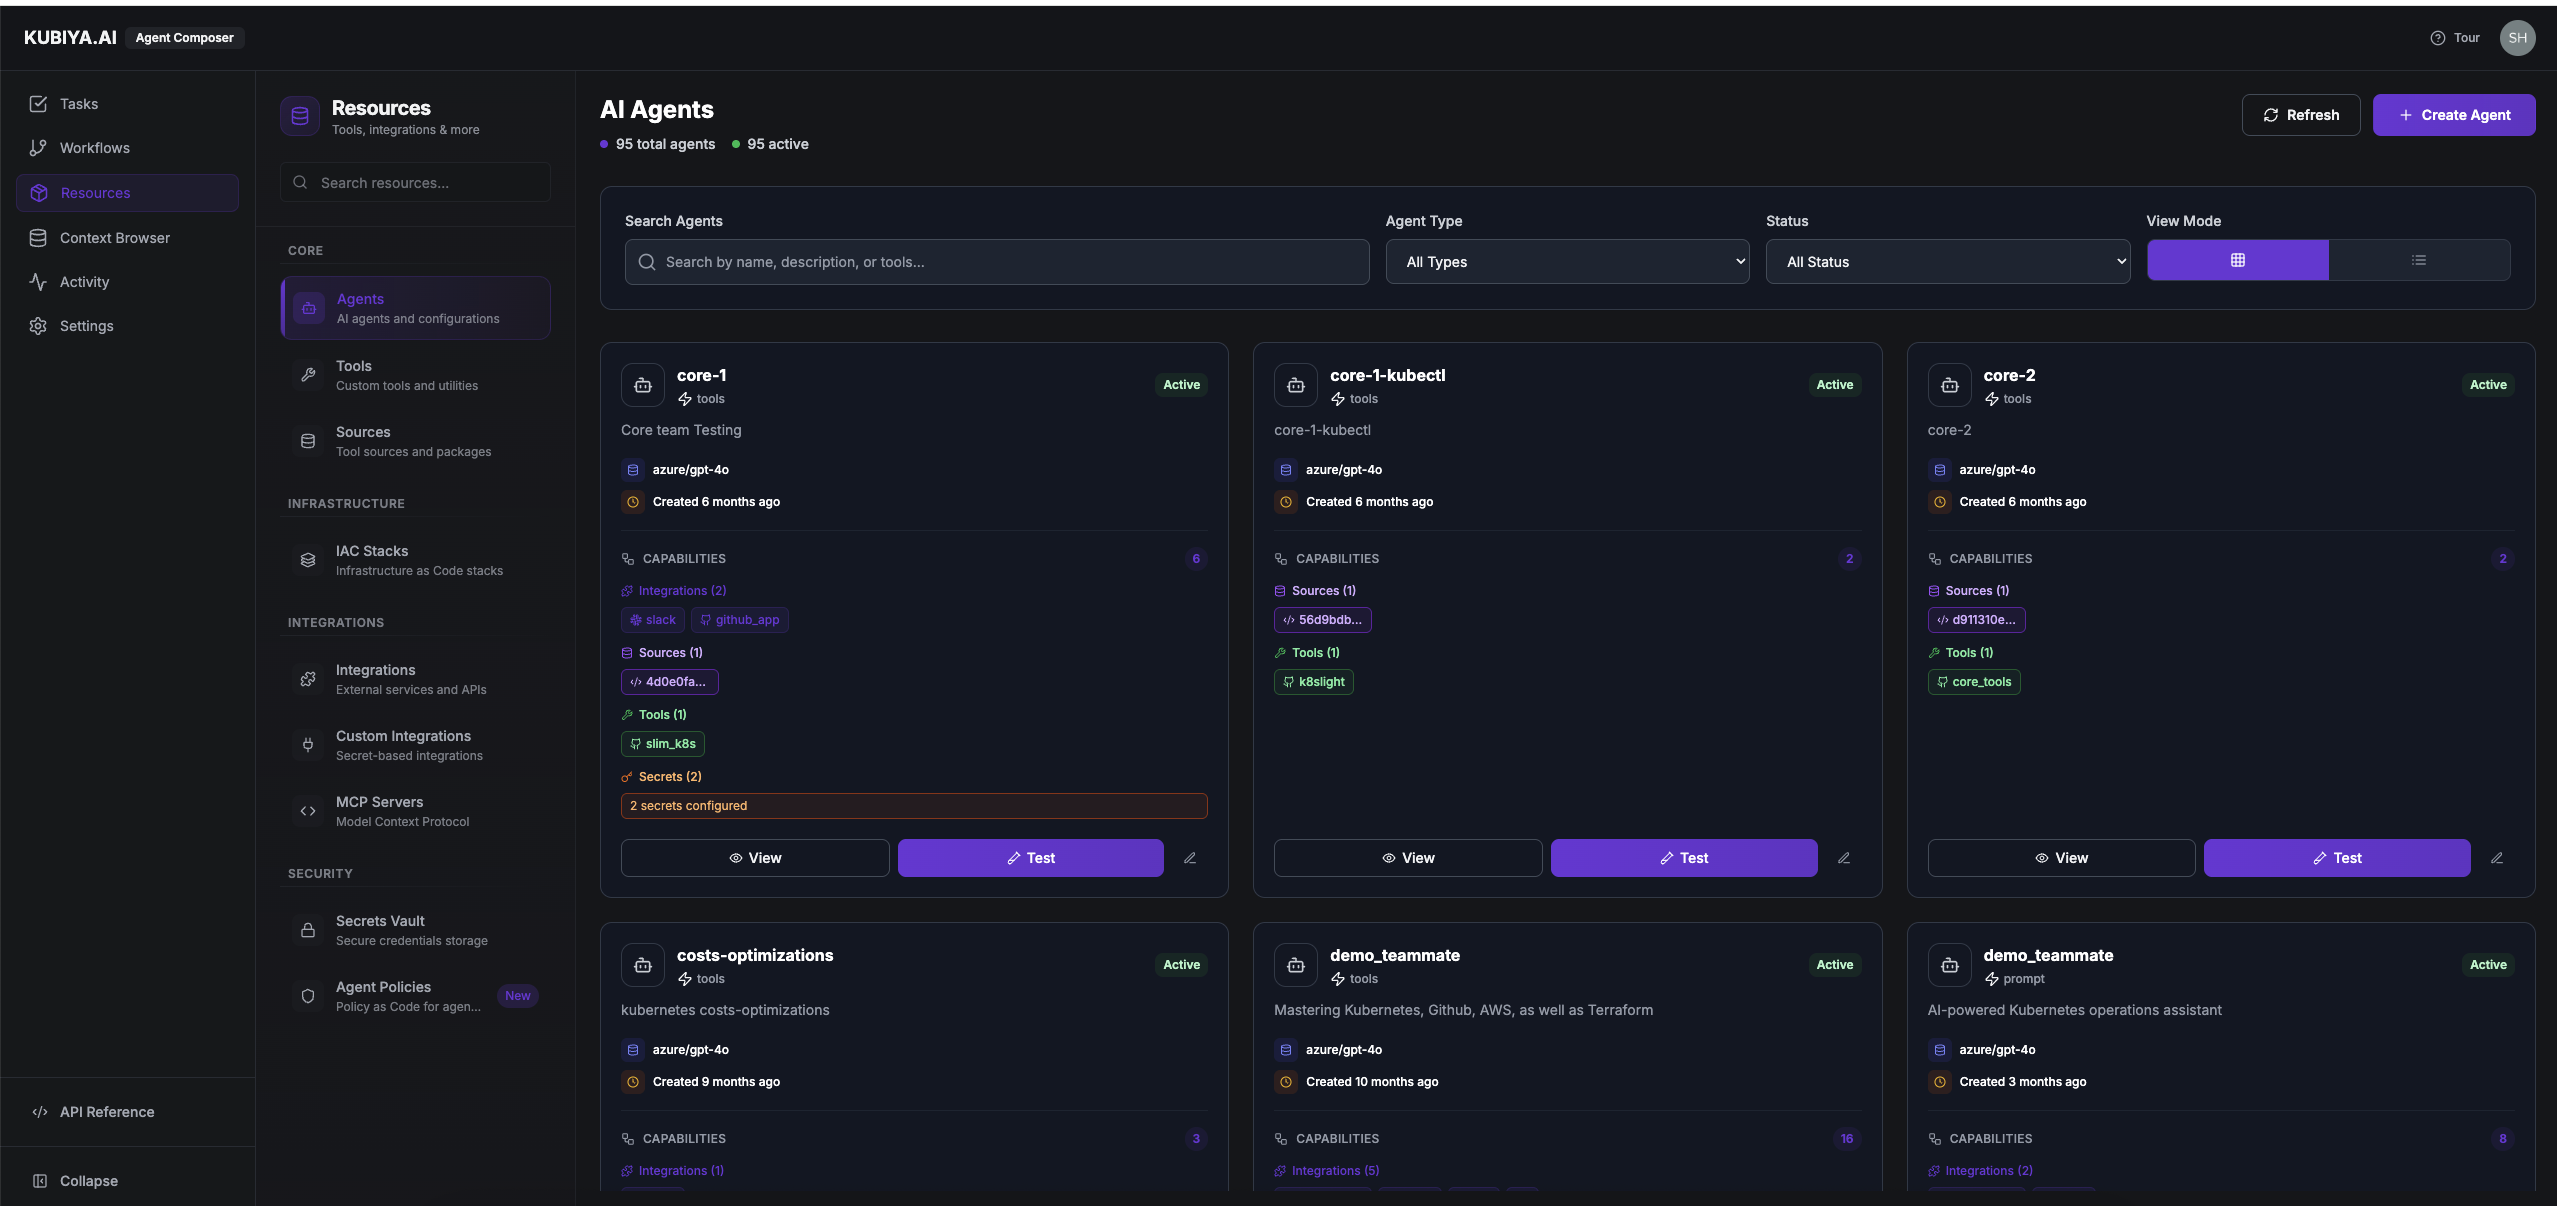 KUBIYA.AI Agent Composer
Tour SH
Tasks
Workflows
Resources
Context Browser
Activity
Settings
API Reference
Collapse
Resources
Tools, integrations & more
Search resources...
CORE
Agents
AI agents and configurations
Tools
Custom tools and utilities
Sources
Tool sources and packages
INFRASTRUCTURE
IAC Stacks
Infrastructure as Code stacks
INTEGRATIONS
Integrations
External services and APIs
Custom Integrations
Secret-based integrations
MCP Servers
Model Context Protocol
SECURITY
Secrets Vault
Secure credentials storage
Agent Policies
Policy as Code for agen...
New
AI Agents
95 total agents 95 active
Refresh
Create Agent
Search Agents
Search by name, description, or tools...
Agent Type
All Types
Status
All Status
View Mode
core-1
tools
Active
Core team Testing
azure/gpt-4o
Created 6 months ago
CAPABILITIES 6
Integrations (2)
slack github_app
Sources (1)
4d0e0fa...
Tools (1)
slim_k8s
Secrets (2)
2 secrets configured
View Test
core-1-kubectl
tools
Active
core-1-kubectl
azure/gpt-4o
Created 6 months ago
CAPABILITIES 2
Sources (1)
56d9bdb...
Tools (1)
k8slight
View Test
core-2
tools
Active
core-2
azure/gpt-4o
Created 6 months ago
CAPABILITIES 2
Sources (1)
d911310e...
Tools (1)
core_tools
View Test
costs-optimizations
tools
Active
kubernetes costs-optimizations
azure/gpt-4o
Created 9 months ago
CAPABILITIES 3
Integrations (1)
demo_teammate
tools
Active
Mastering Kubernetes, Github, AWS, as well as Terraform
azure/gpt-4o
Created 10 months ago
CAPABILITIES 16
Integrations (5)
demo_teammate
prompt
Active
AI-powered Kubernetes operations assistant
azure/gpt-4o
Created 3 months ago
CAPABILITIES 8
Integrations (2)